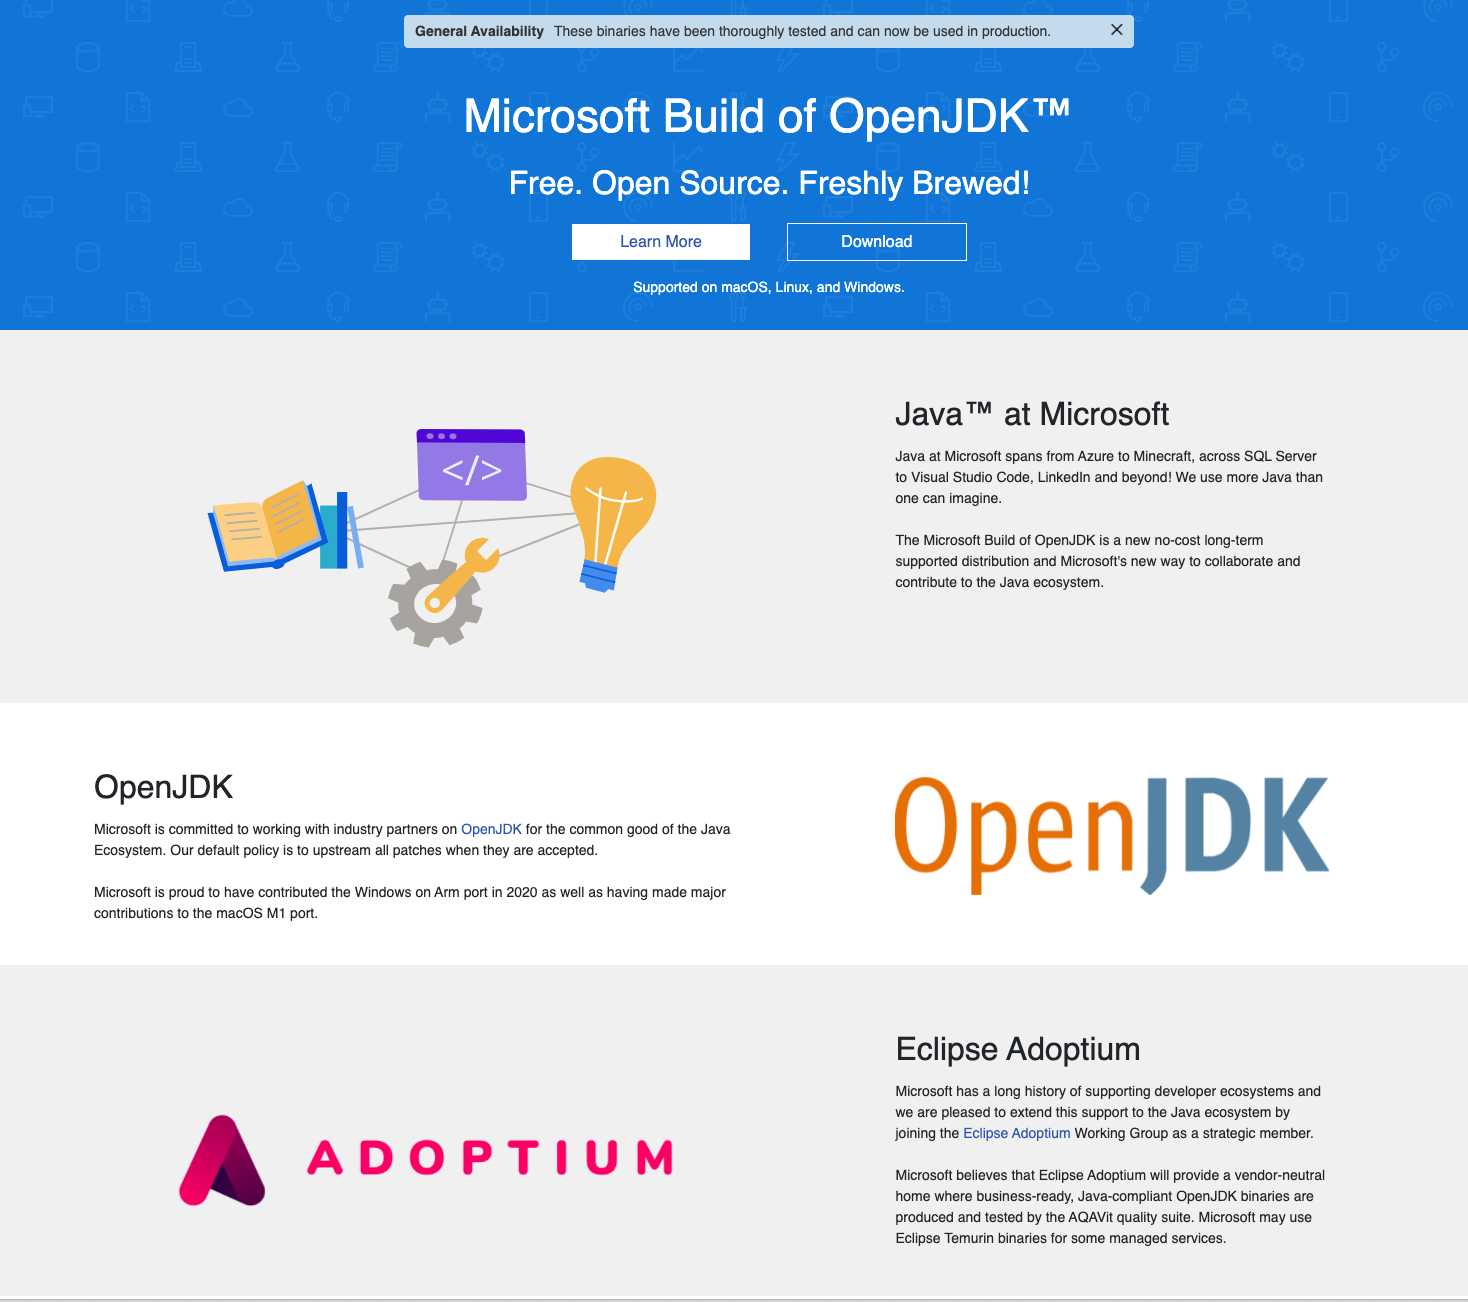 General Availability These binaries have been thoroughly tested and can now be used in production.
Microsoft Build of OpenJDK™
Free. Open Source. Freshly Brewed!
Learn More
Download
Supported on macOS, Linux, and Windows.
</>
Java™ at Microsoft
Java at Microsoft spans from Azure to Minecraft, across SQL Server
to Visual Studio Code, LinkedIn and beyond! We use more Java than
one can imagine.
The Microsoft Build of OpenJDK is a new no-cost long-term
supported distribution and Microsoft's new way to collaborate and
contribute to the Java ecosystem.
OpenJDK
Microsoft is committed to working with industry partners on OpenJDK for the common good of the Java
Ecosystem. Our default policy is to upstream all patches when they are accepted.
Microsoft is proud to have contributed the Windows on Arm port in 2020 as well as having made major
contributions to the macOS M1 port.
OpenJDK
ADOPTIUM
Eclipse Adoptium
Microsoft has a long history of supporting developer ecosystems and
we are pleased to extend this support to the Java ecosystem by
joining the Eclipse Adoptium Working Group as a strategic member.
Microsoft believes that Eclipse Adoptium will provide a vendor-neutral
home where business-ready, Java-compliant OpenJDK binaries are
produced and tested by the AQAVit quality suite. Microsoft may use
Eclipse Temurin binaries for some managed services.